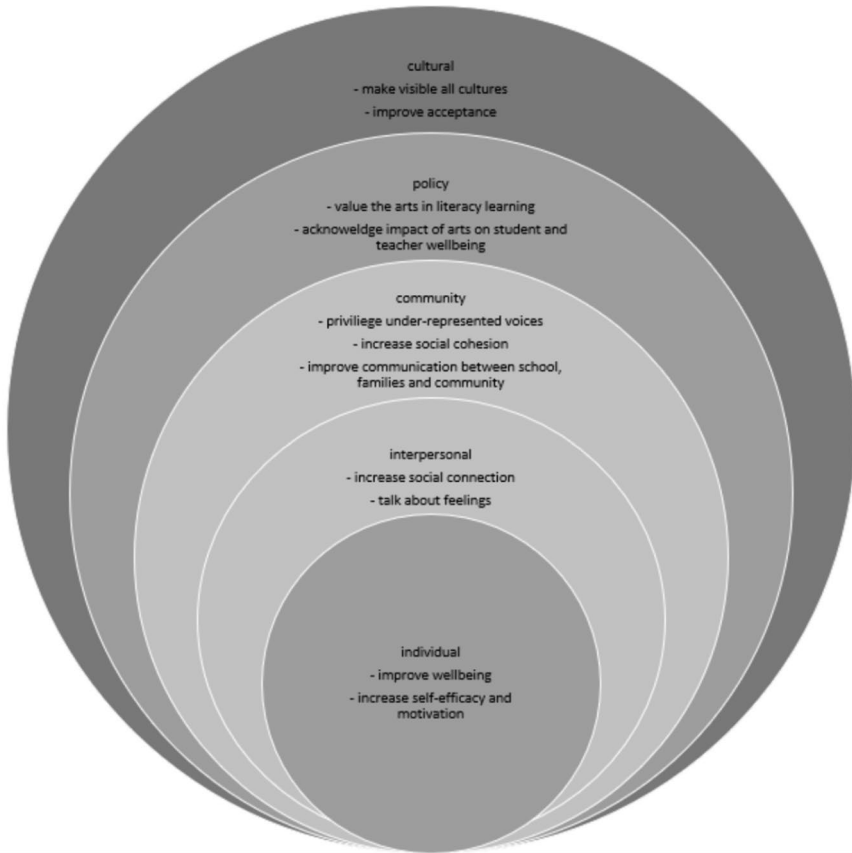 cultural
- make visible all cultures
- improve acceptance
policy
- value the arts in literacy learning
- acknoweldge impact of arts on student and
teacher wellbeing
community
- priviliege under-represented voices
- increase social cohesion
- improve communication between school,
families and community
interpersonal
- increase social connection
- talk about feelings
individual
- improve wellbeing
- increase self-efficacy and
motivation